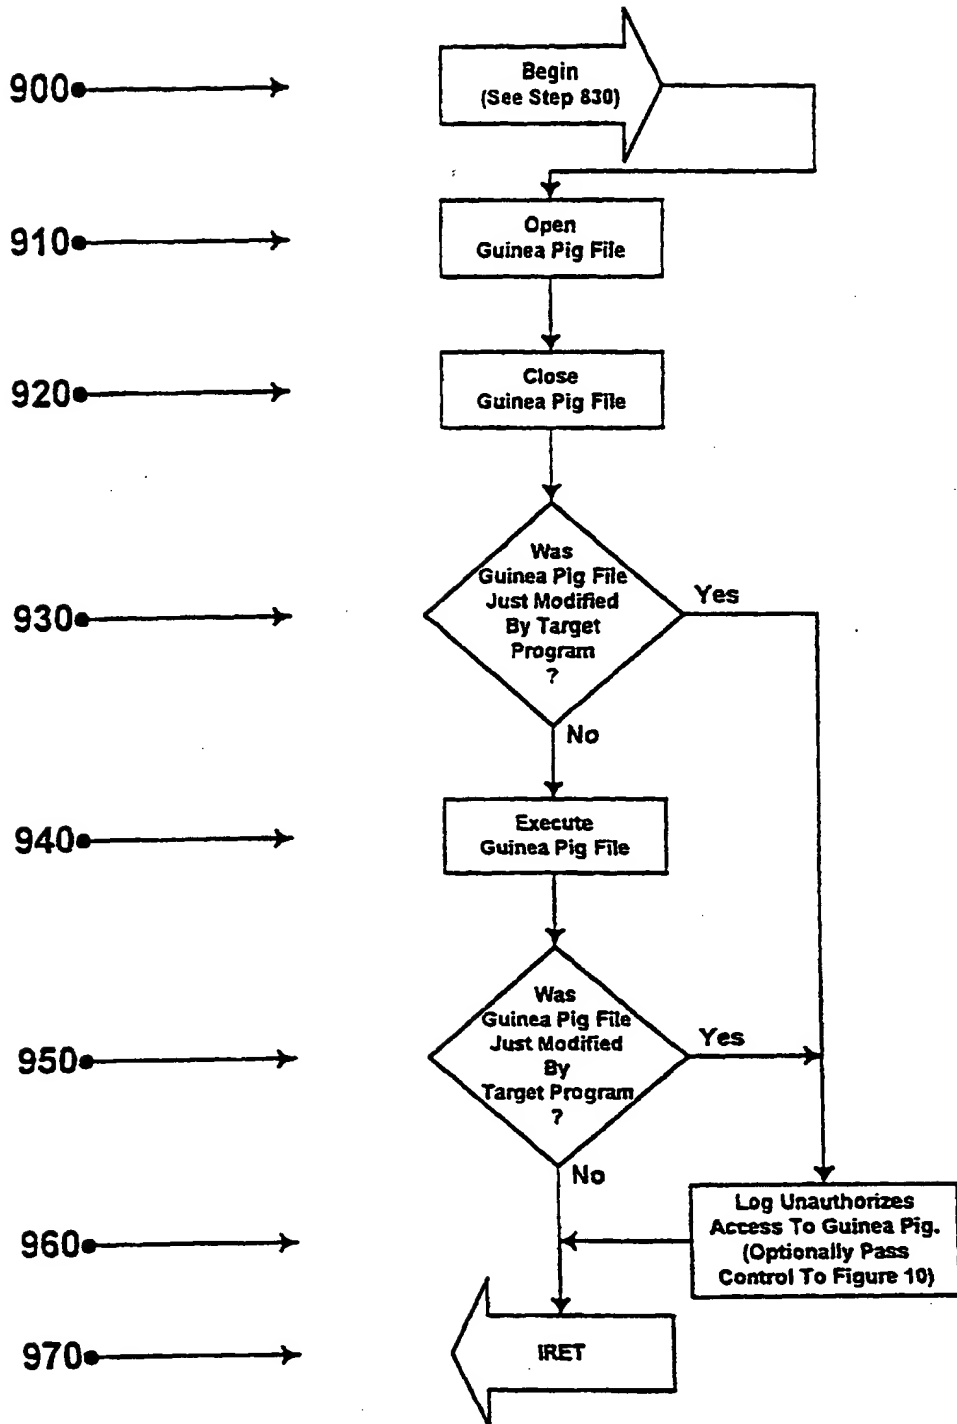 900
Begin
(See Step 830)
910
Open
Guinea Pig File
920
Close
Guinea Pig File
930
Was
Guinea Pig File
Just Modified
By Target
Program
?
Yes
No
940
Execute
Guinea Pig File
950
Was
Guinea Pig File
Just Modified
By
Target Program
?
Yes
No
960
Log Unauthorizes
Access To Guinea Pig.
(Optionally Pass
Control To Figure 10)
970
IRET